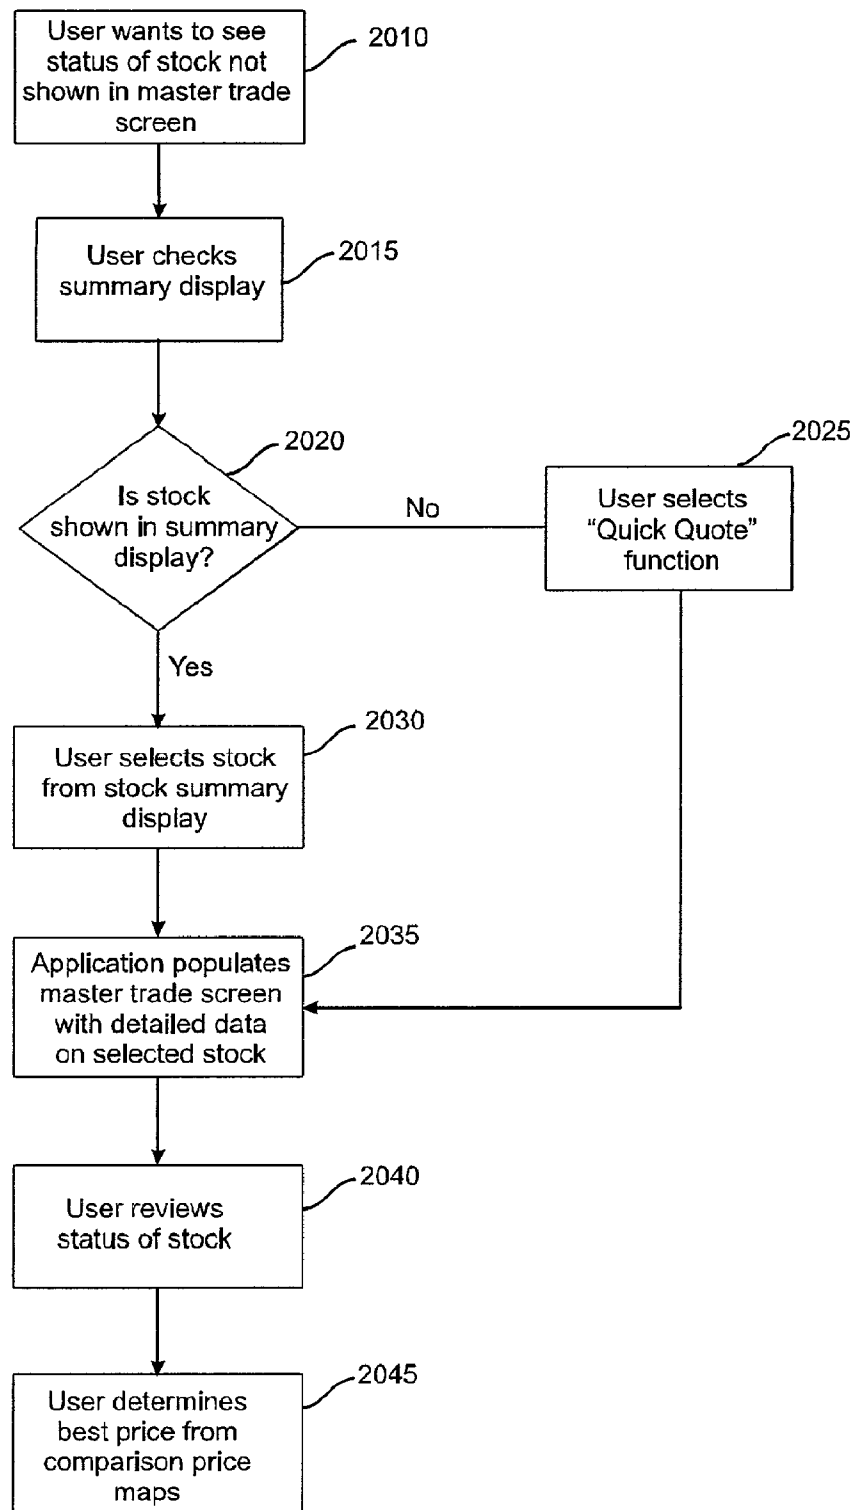 User wants to see
status of stock not
shown in master trade
screen
2010
User checks
summary display
2015
Is stock
shown in summary
display?
2020
No
User selects
“Quick Quote”
function
2025
Yes
User selects stock
from stock summary
display
2030
Application populates
master trade screen
with detailed data
on selected stock
2035
User reviews
status of stock
2040
User determines
best price from
comparison price
maps
2045